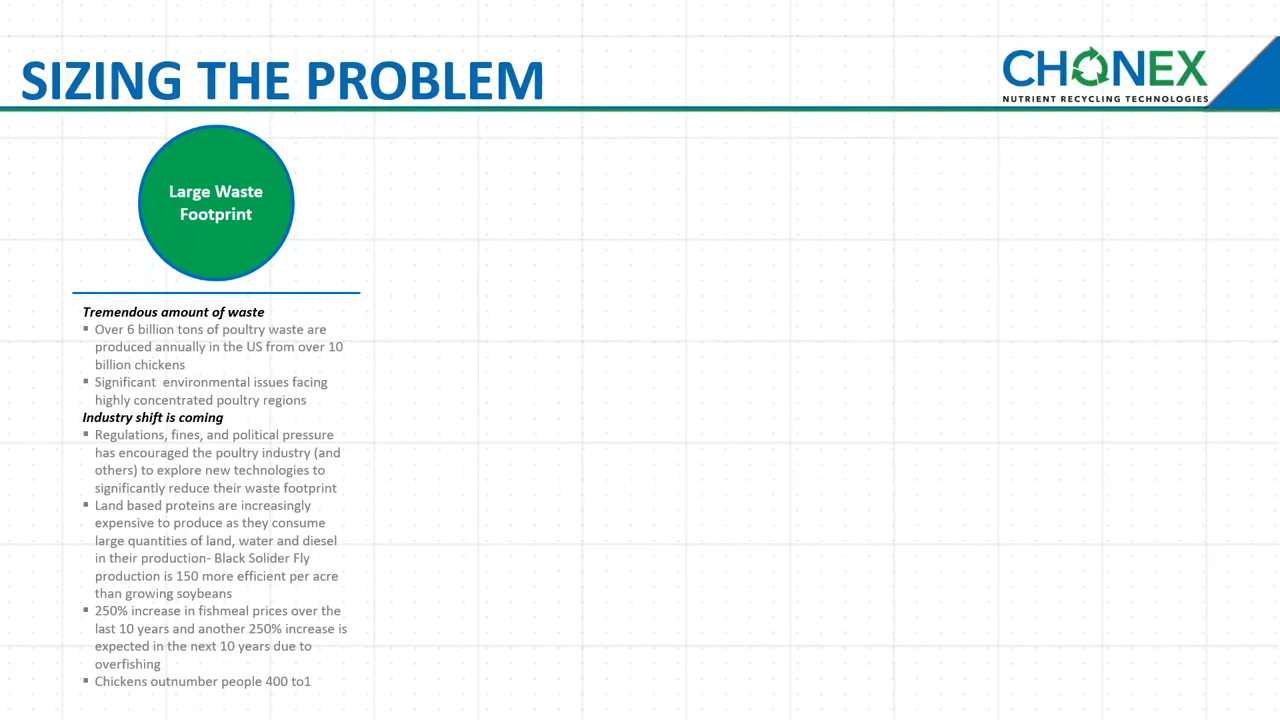 SIZING THE PROBLEM
CHONEX
NUTRIENT RECYCLING TECHNOLOGIES
Large Waste
Footprint
Tremendous amount of waste
▪ Over 6 billion tons of poultry waste are
produced annually in the US from over 10
billion chickens
▪ Significant  environmental issues facing
highly concentrated poultry regions
Industry shift is coming
▪ Regulations, fines, and political pressure
has encouraged the poultry industry (and
others) to explore new technologies to
significantly reduce their waste footprint
▪ Land based proteins are increasingly
expensive to produce as they consume
large quantities of land, water and diesel
in their production- Black Solider Fly
production is 150 more efficient per acre
than growing soybeans
▪ 250% increase in fishmeal prices over the
last 10 years and another 250% increase is
expected in the next 10 years due to
overfishing
▪ Chickens outnumber people 400 to1